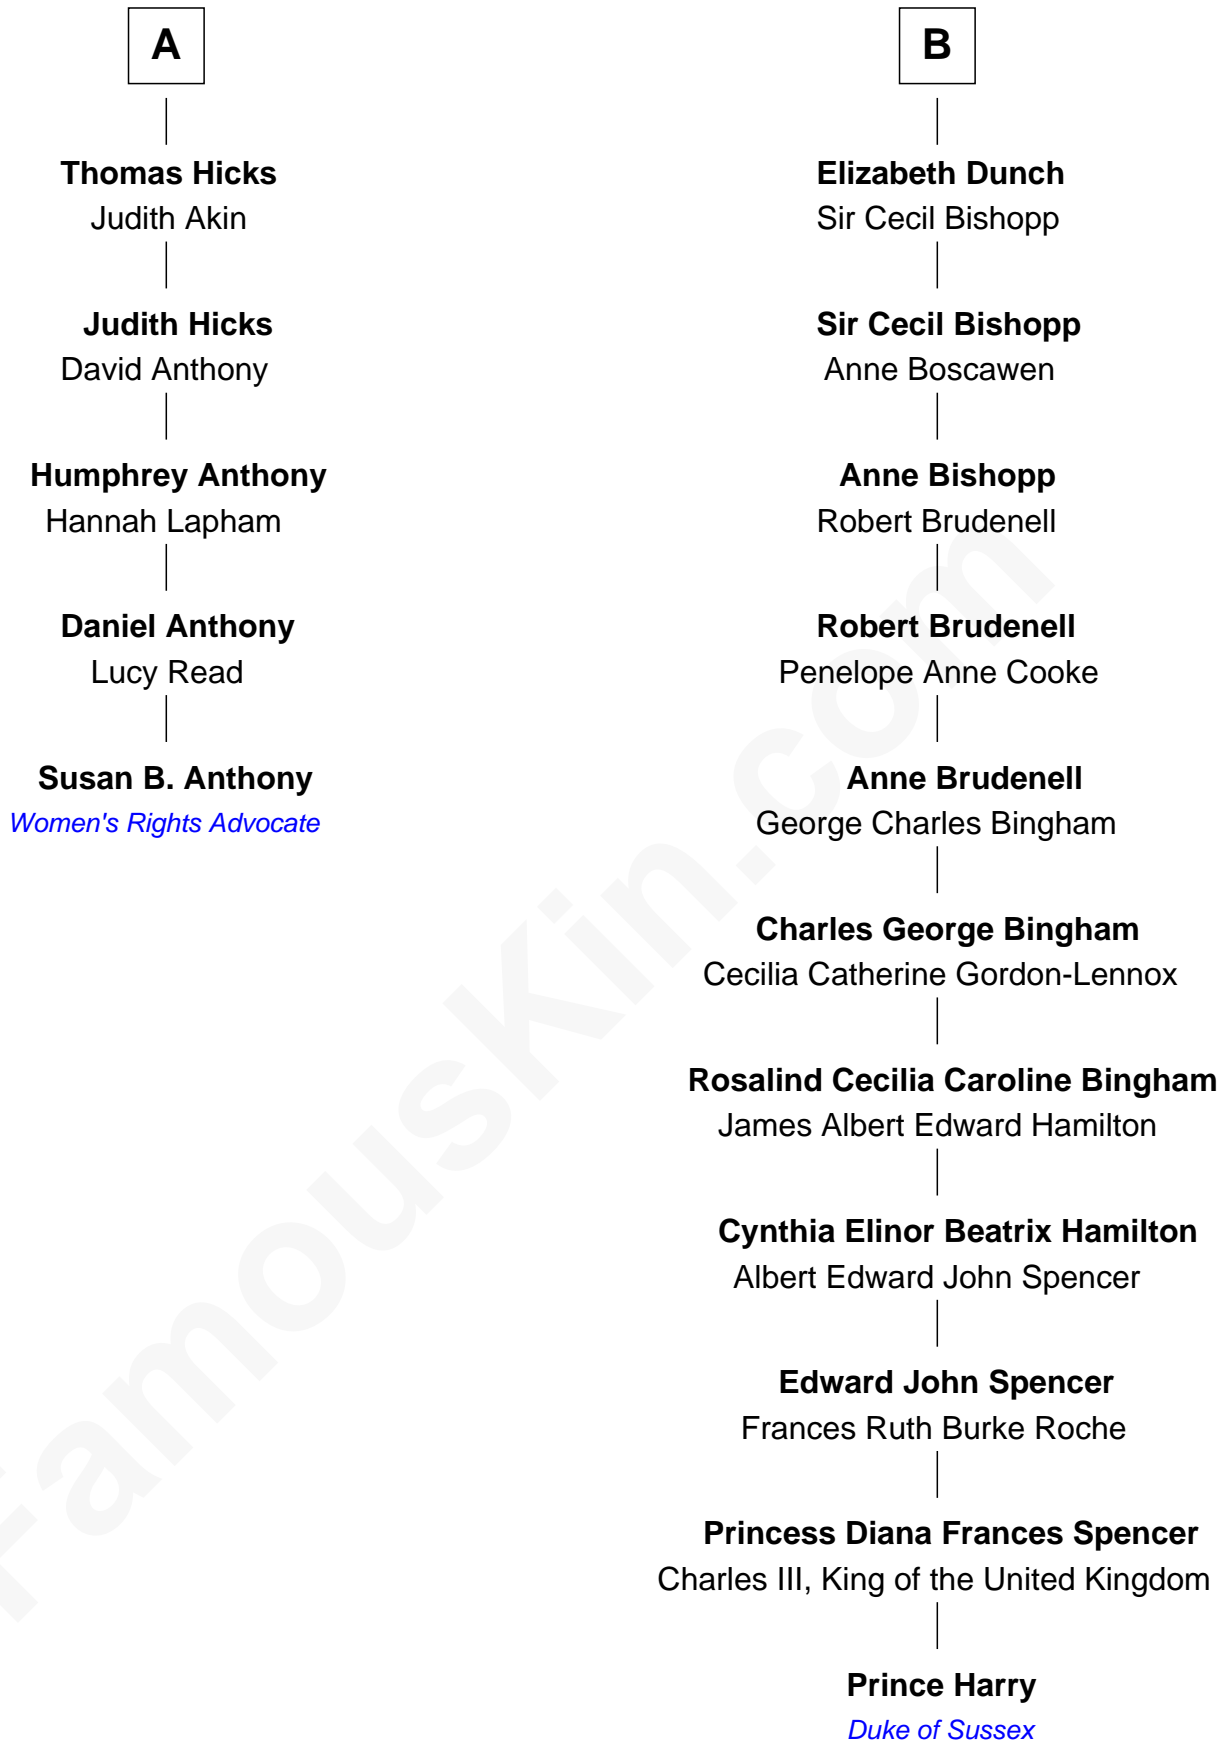 A
Thomas Hicks
Judith Akin
Judith Hicks
David Anthony
Humphrey Anthony
Hannah Lapham
Daniel Anthony
Lucy Read
Susan B. Anthony
Women's Rights Advocate
B
Elizabeth Dunch
Sir Cecil Bishopp
Sir Cecil Bishopp
Anne Boscawen
Anne Bishopp
Robert Brudenell
Robert Brudenell
Penelope Anne Cooke
Anne Brudenell
George Charles Bingham
Charles George Bingham
Cecilia Catherine Gordon-Lennox
Rosalind Cecilia Caroline Bingham
James Albert Edward Hamilton
Cynthia Elinor Beatrix Hamilton
Albert Edward John Spencer
Edward John Spencer
Frances Ruth Burke Roche
Princess Diana Frances Spencer
Charles III, King of the United Kingdom
Prince Harry
Duke of Sussex
FamousKin.com